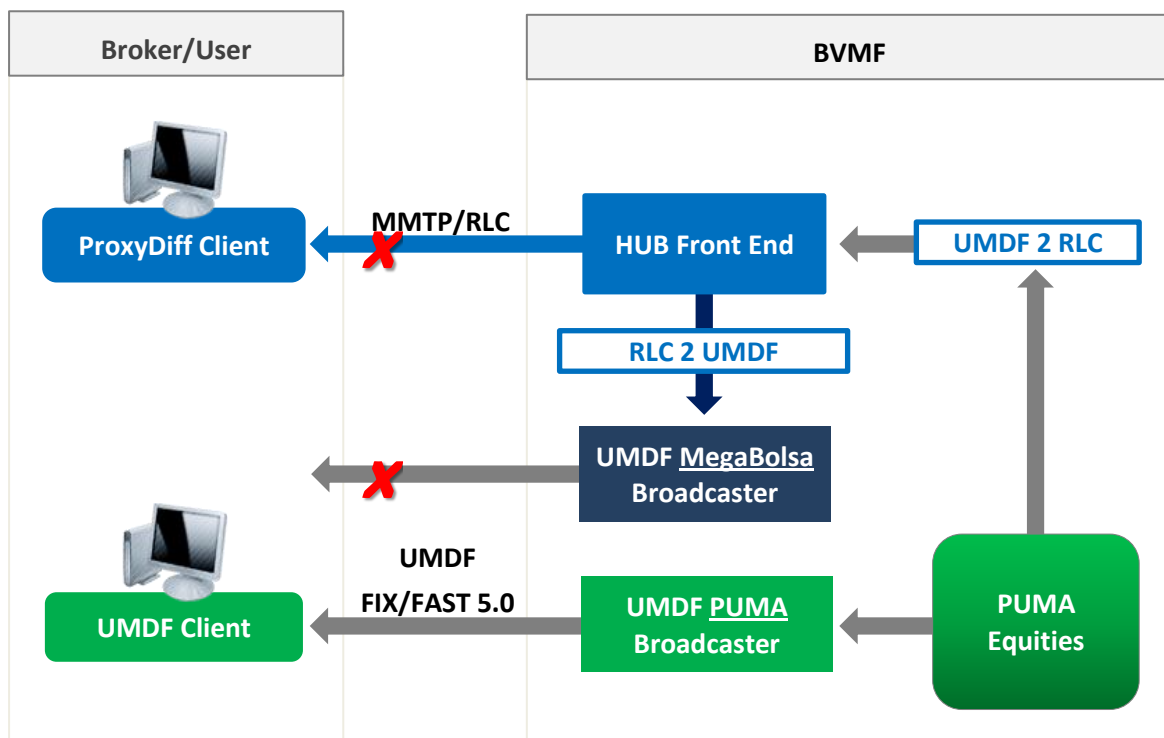 Broker/User
BVMF
MMTP/RLC
ProxyDiff Client
HUB Front End
UMDF 2 RLC
RLC 2 UMDF
UMDF MegaBolsa
Broadcaster
UMDF
FIX/FAST 5.0
UMDF Client
UMDF PUMA
Broadcaster
PUMA
Equities